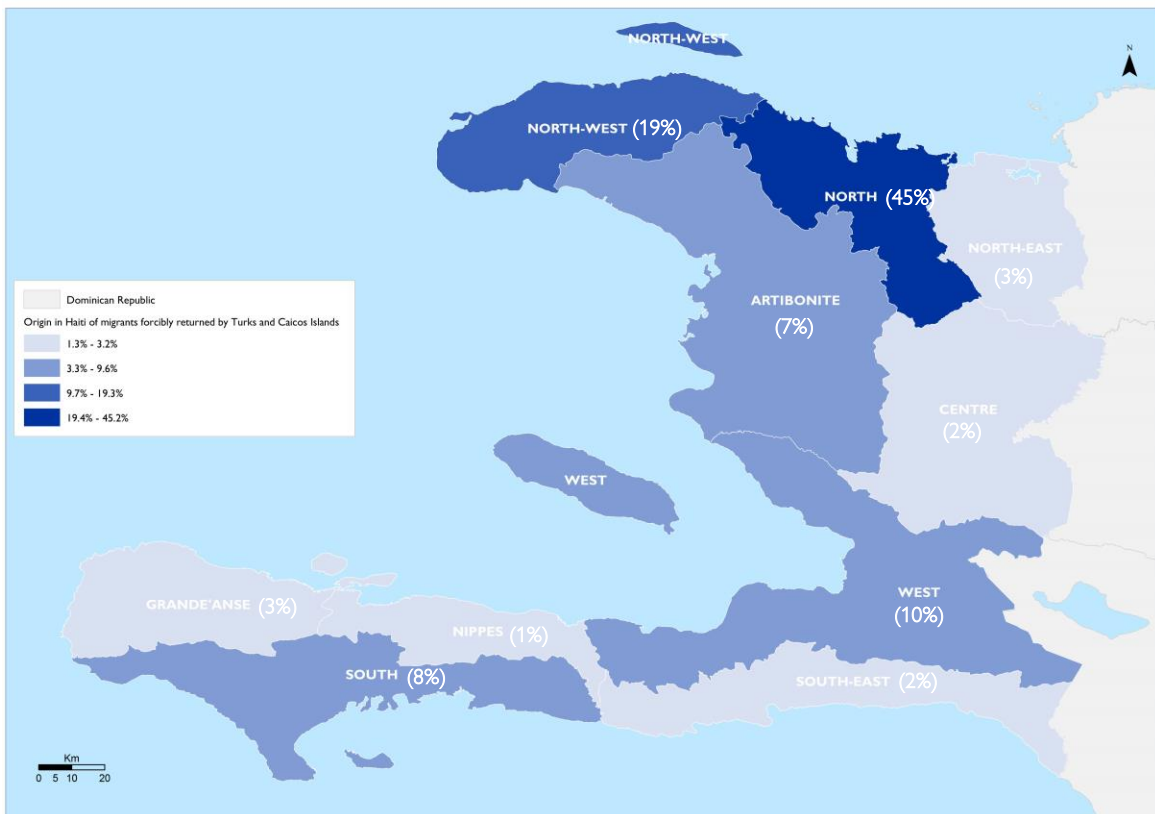 NORTH-WEST
N
NORTH-WEST (19%)
NORTH (45%)
NORTH-EAST
(3%)
ARTIBONITE
(7%)
Dominican Republic
Origin in Haiti of migrants forcibly returned by Turks and Caicos Islands
1.3% - 3.2%
3.3% - 9.6%
9.7% - 19.3%
19.4% - 45.2%
CENTRE
(2%)
WEST
WEST
(10%)
GRANDE'ANSE (3%)
NIPPES (1%)
SOUTH (8%)
SOUTH-EAST (2%)
Km
0 5 10 20